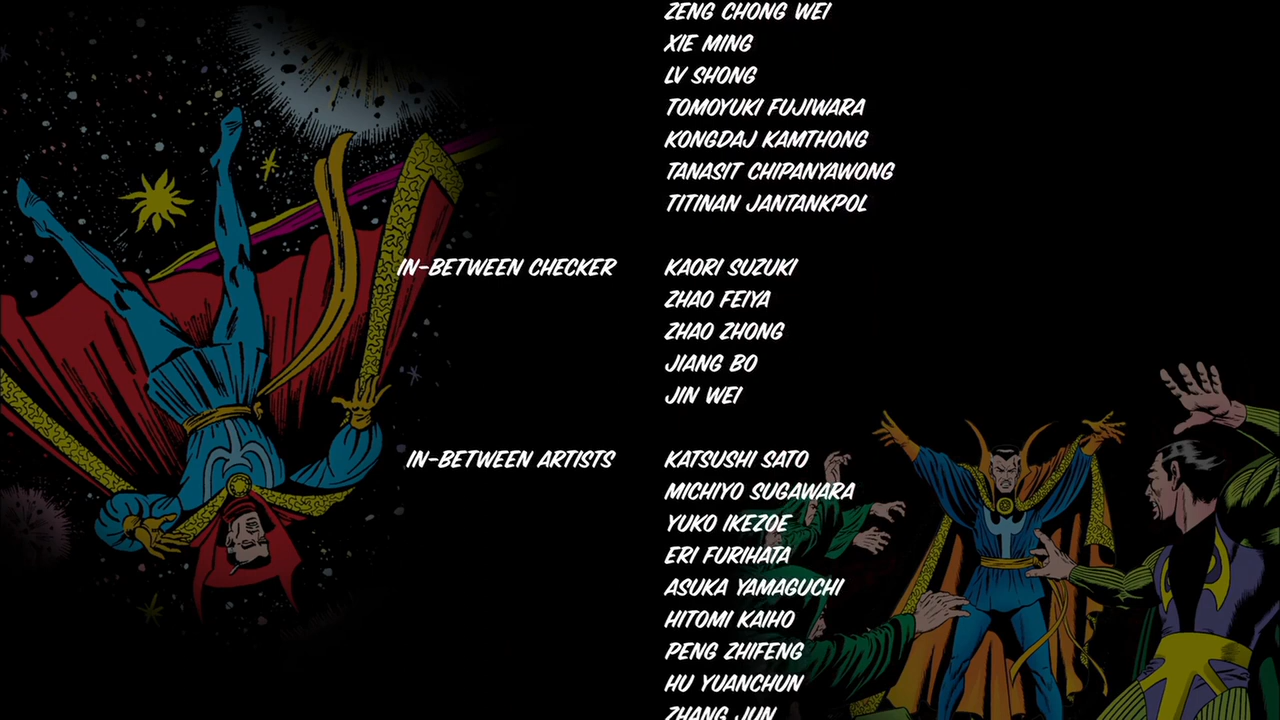 ZENG CHONG WEI
XIE MING
LV SHONG
TOMOYUKI FUJIWARA
KONGDAJ KAMTHONG
TANASIT CHIPANYAWONG
TITINAN JANTANKPOL
IN-BETWEEN CHECKER KAORI SUZUKI
ZHAO FEIYA
ZHAO ZHONG
JIANG BO
JIN WEI
IN-BETWEEN ARTISTS KATSUSHI SATO
MICHIYO SUGAWARA
YUKO IKEZOE
ERI FURIHATA
ASUKA YAMAGUCHI
HITOMI KAIHO
PENG ZHIFENG
HU YUANCHUN
ZHANG JUN